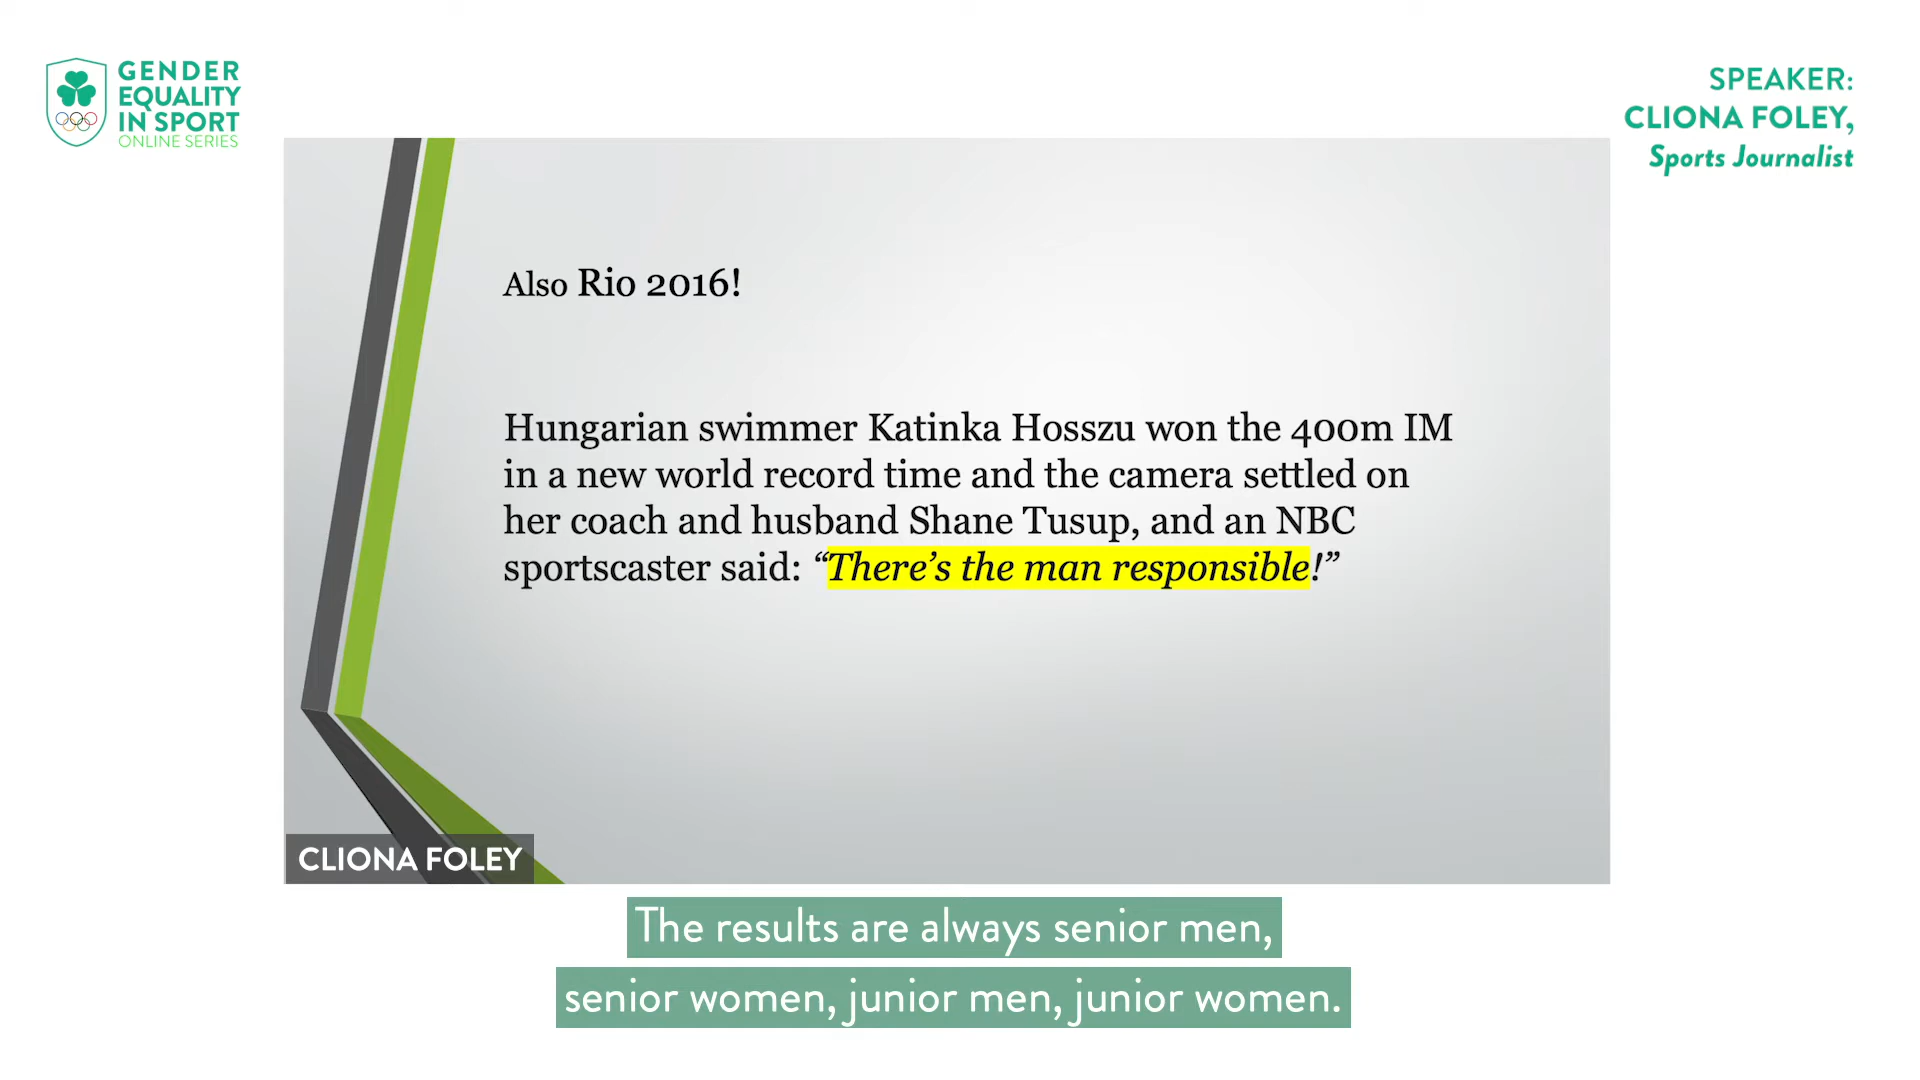 GENDER
EQUALITY
IN SPORT
ONLINE SERIES
SPEAKER:
CLIONA FOLEY,
Sports Journalist
Also Rio 2016!
Hungarian swimmer Katinka Hosszu won the 400m IM
in a new world record time and the camera settled on
her coach and husband Shane Tusup, and an NBC
sportscaster said: “There’s the man responsible!”
CLIONA FOLEY
The results are always senior men,
senior women, junior men, junior women.